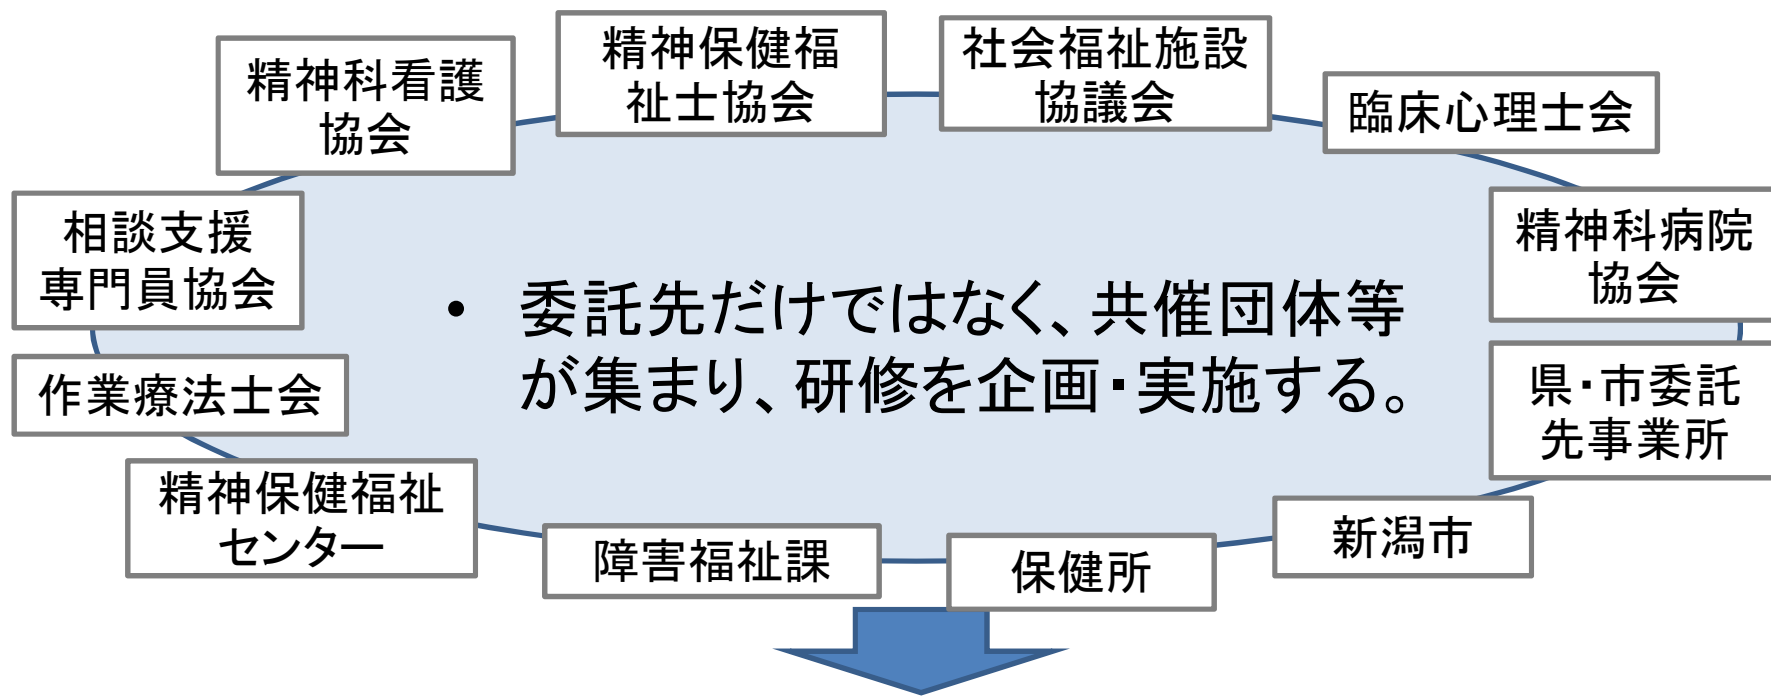 精神保健福
祉士協会
社会福祉施設
協議会
精神科看護
協会
臨床心理士会
相談支援
専門員協会
精神科病院
協会
• 委託先だけではなく、共催団体等
が集まり、研修を企画・実施する。
作業療法士会
県・市委託
先事業所
精神保健福祉
センター
障害福祉課
保健所
新潟市